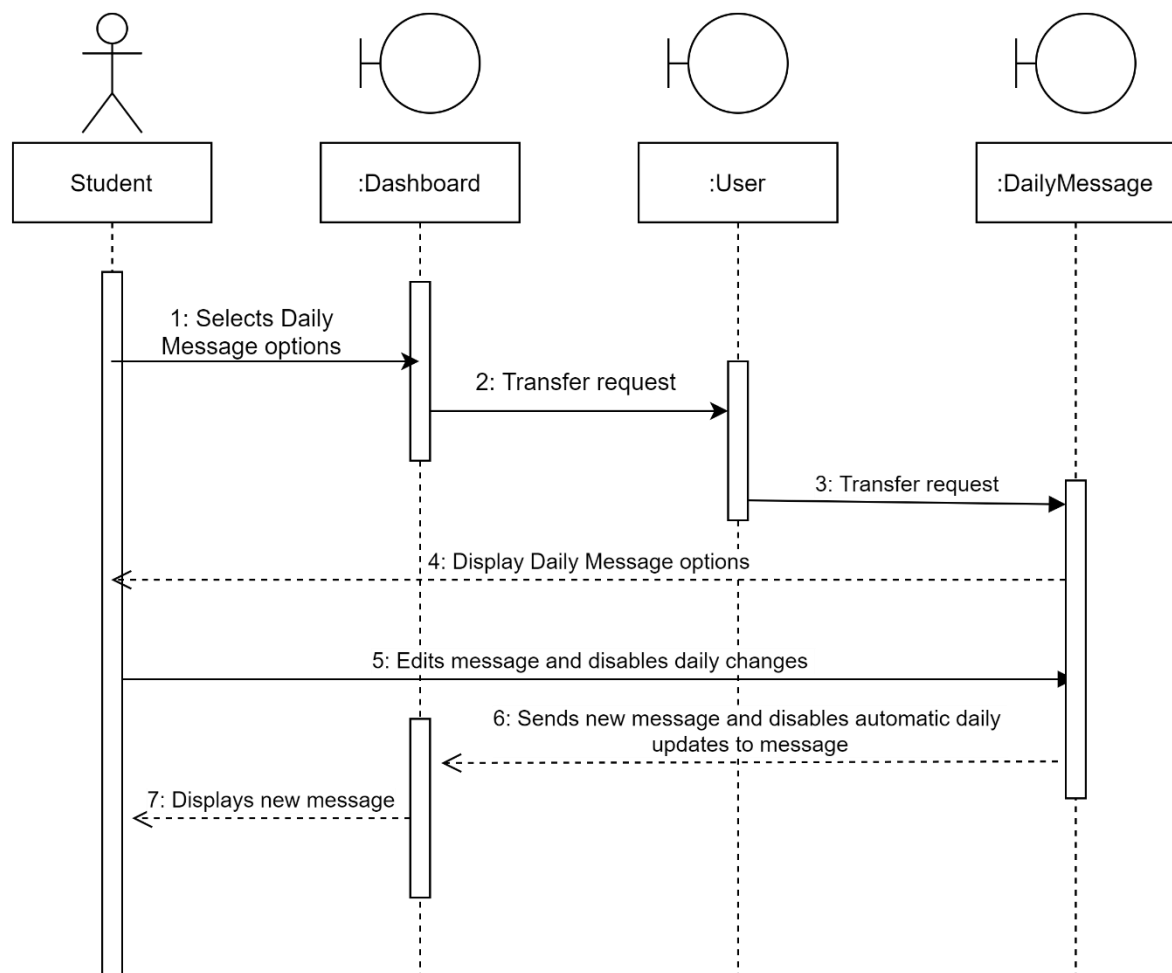 Student
:Dashboard
:User
:DailyMessage
1: Selects Daily
Message options
2: Transfer request
3: Transfer request
4: Display Daily Message options
5: Edits message and disables daily changes
6: Sends new message and disables automatic daily
updates to message
7: Displays new message